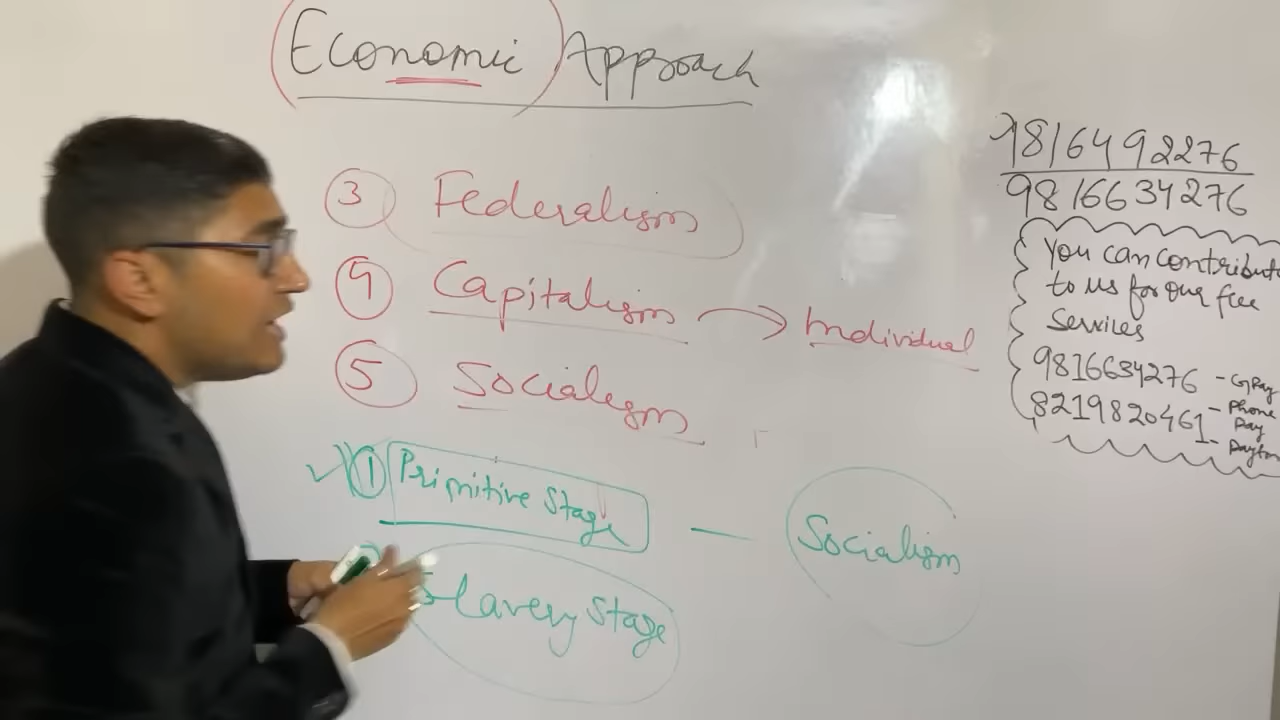 Economic Approach
③ Federalism
④ Capitalism → Individual
⑤ Socialism
① Primitive Stage — Socialism
Slavery Stage
9816492276
9816634276
You can contribute
to us for our free
Services
9816634276 - G Pay
8219820461 - Phone
Pay
- Paytm